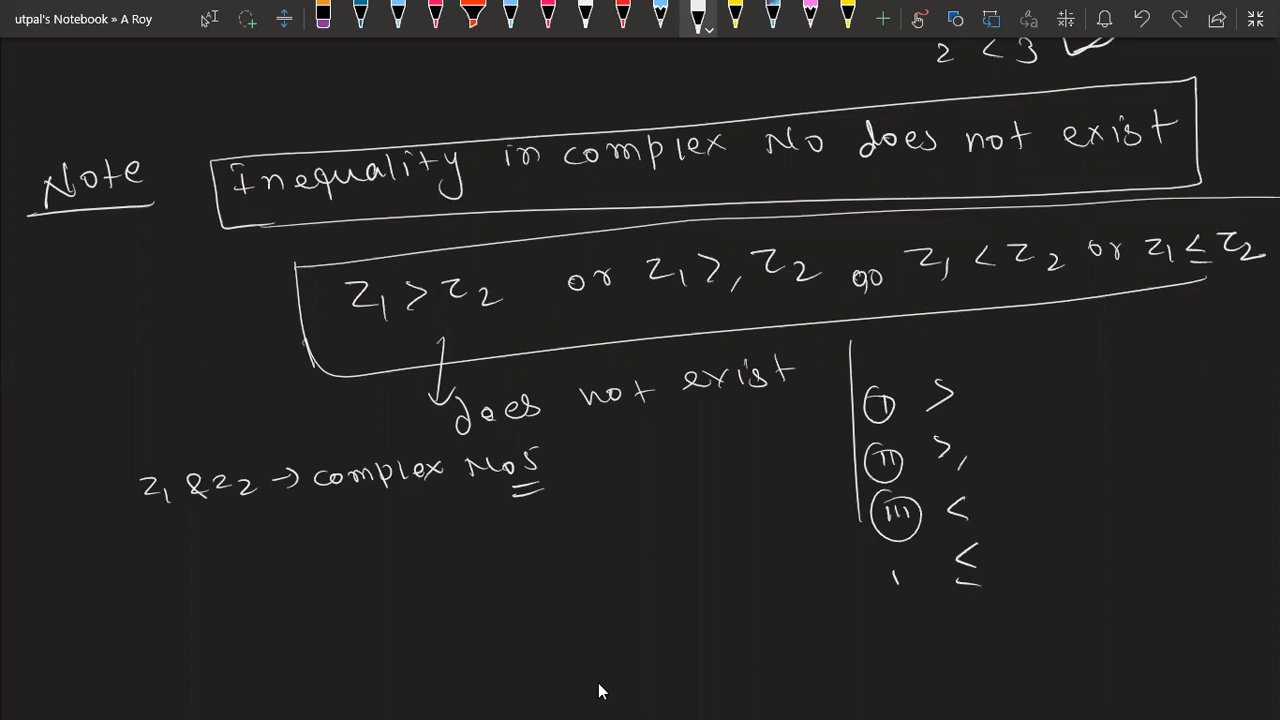 utpal's Notebook » A Roy
2 < 3 ✓
Note
Inequality in complex No does not exist
z₁ > z₂ or z₁ ≥ z₂ or z₁ < z₂ or z₁ ≤ z₂
does not exist
z₁ & z₂ → complex Nos
I >
II ≥
III <
≤